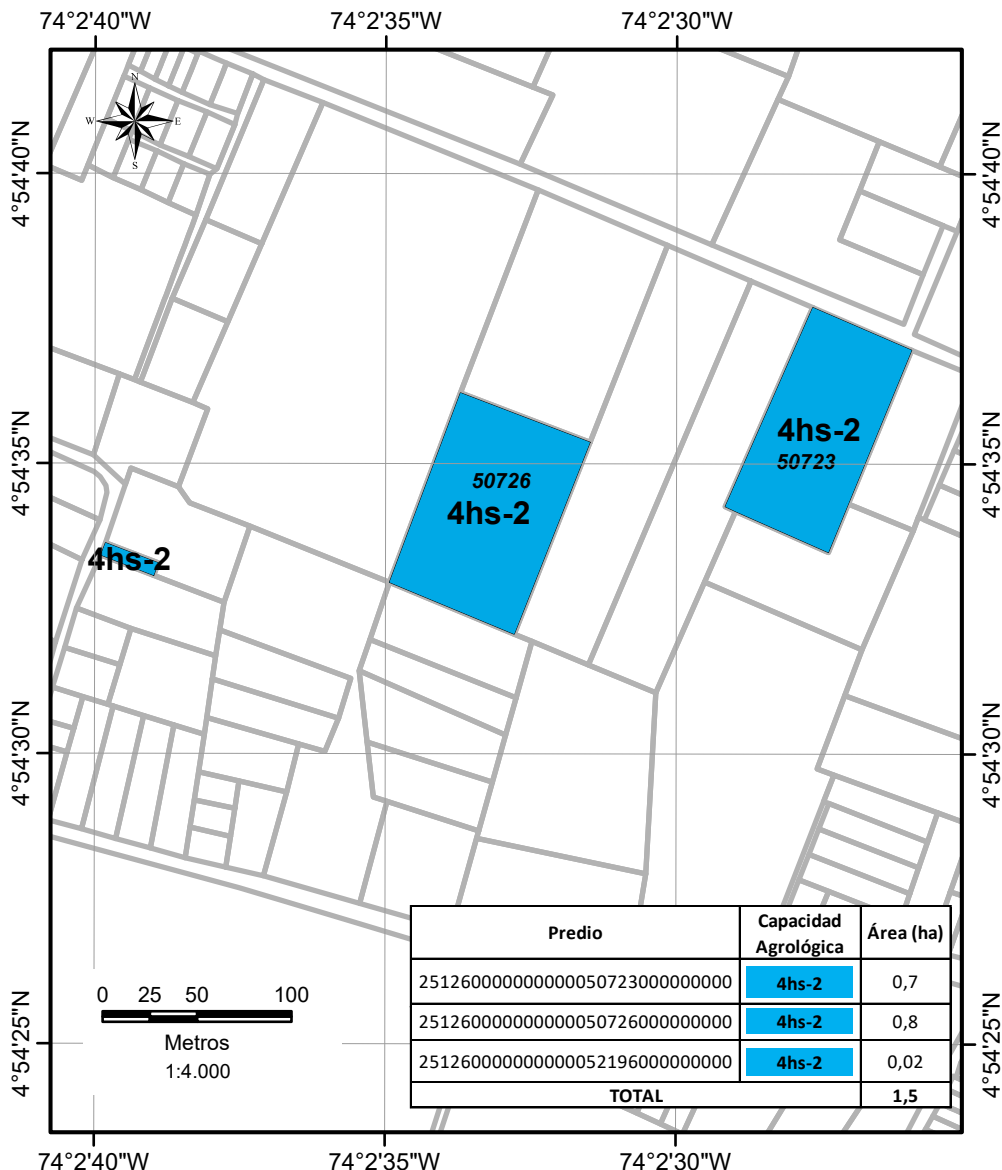 74°2'40"W 74°2'35"W 74°2'30"W
N
W E
S
4°54'40"N 4°54'40"N
4hs-2
50723
4°54'35"N 4°54'35"N
50726
4hs-2
4hs-2
4°54'30"N 4°54'30"N
Predio Capacidad Agrológica Área (ha)
251260000000000050723000000000 4hs-2 0,7
251260000000000050726000000000 4hs-2 0,8
251260000000000052196000000000 4hs-2 0,02
TOTAL 1,5
0 25 50 100
Metros
1:4.000
4°54'25"N 4°54'25"N
74°2'40"W 74°2'35"W 74°2'30"W